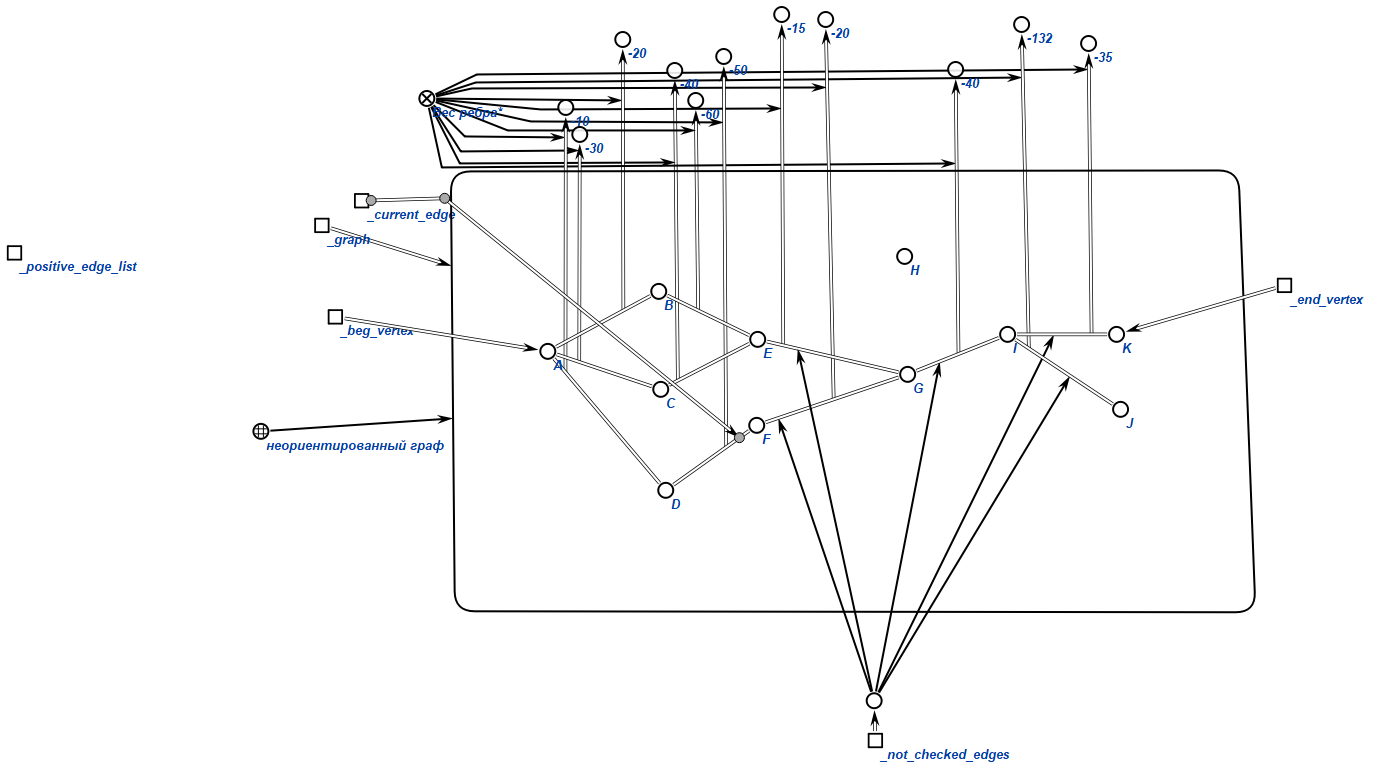 -15
-20
-132
-20
-35
-50
-40
-40
Вес ребра*
-10
-60
-30
_current_edge
_graph
_positive_edge_list
H
_end_vertex
B
_beg_vertex
I
K
E
A
G
C
J
F
неориентированный граф
D
_not_checked_edges